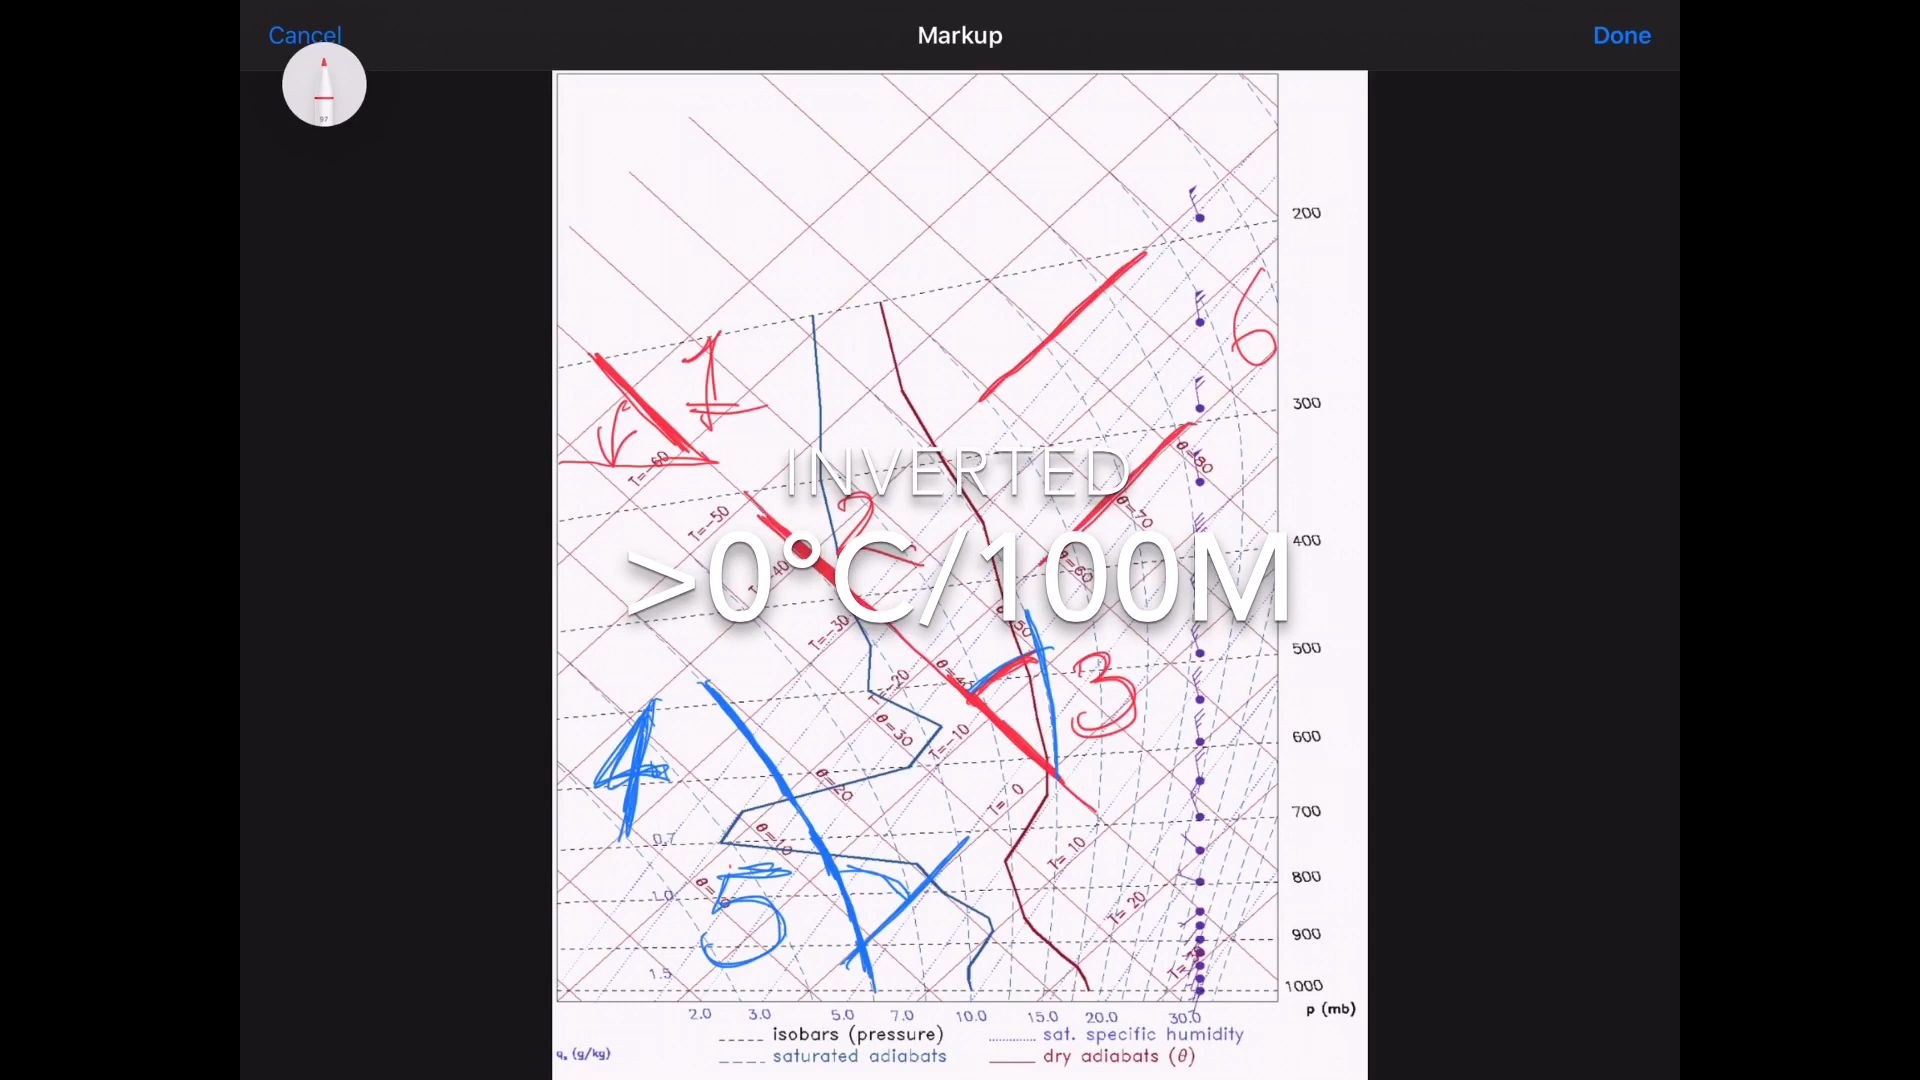 Cancel
Markup
Done
97
200
1
6
300
T=-60
θ=80
INVERTED
2
T=-50
θ=70
400
>0°C/100M
T=-30
500
3
θ=40
T=-20
θ=30
T=-10
600
4
θ=20
T= 0
700
0.7
θ=10
T= 10
800
5
1.0
T= 20
900
1.5
1000
2.0 3.0 5.0 7.0 10.0 15.0 20.0 30.0
p (mb)
isobars (pressure)
sat. specific humidity
saturated adiabats
dry adiabats (θ)
(g/kg)